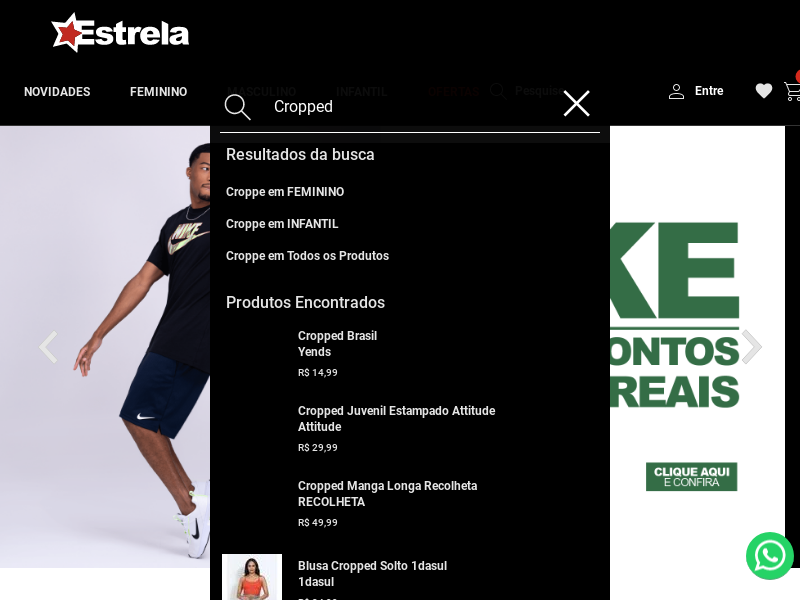 Estrela
NOVIDADES
FEMININO
MASCULINO
INFANTIL
OFERTAS
Entre
Cropped
Resultados da busca
Croppe em FEMININO
Croppe em INFANTIL
Croppe em Todos os Produtos
Produtos Encontrados
Cropped Brasil
Yends
R$ 14,99
Cropped Juvenil Estampado Attitude
Attitude
R$ 29,99
Cropped Manga Longa Recolheta
RECOLHETA
R$ 49,99
Blusa Cropped Solto 1dasul
1dasul
NIKE
KE
ONTOS
REAIS
CLIQUE AQUI
E CONFIRA